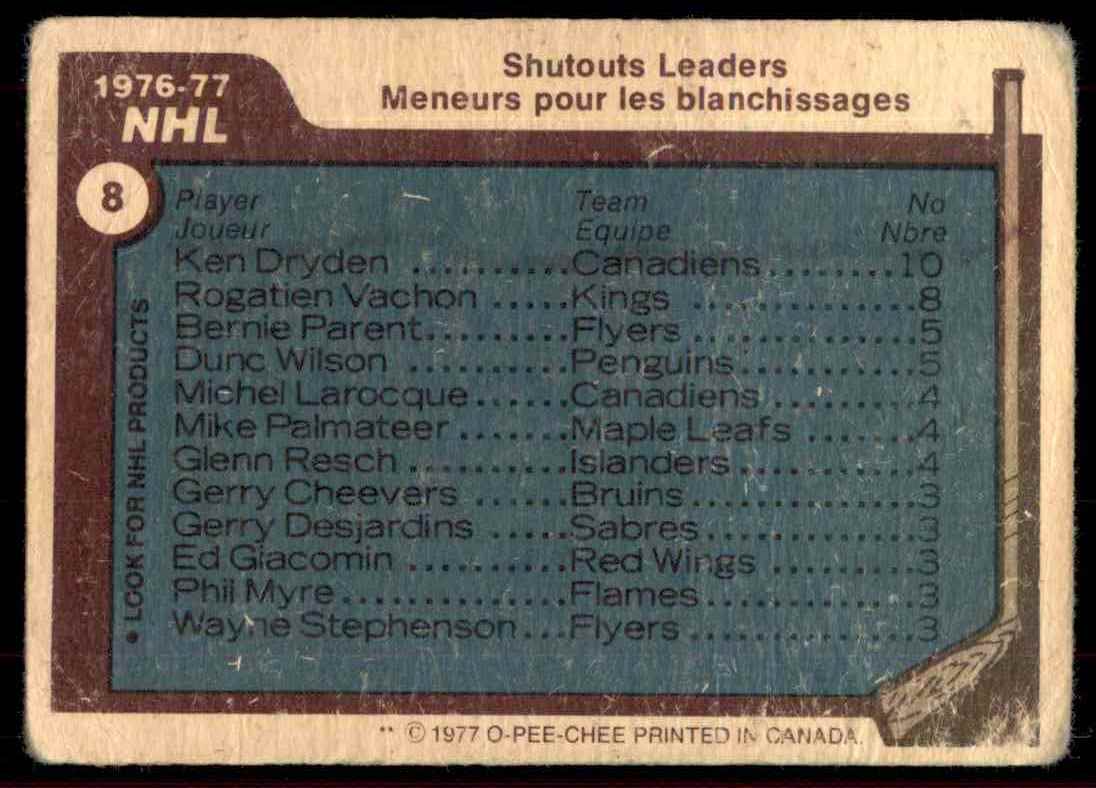 Shutouts Leaders
Meneurs pour les blanchissages
1976-77
NHL
8
Player Team No
Joueur Equipe Nbre
Ken Dryden ..........Canadiens........10
Rogatien Vachon .....Kings .............8
Bernie Parent.........Flyers .............5
Dunc Wilson ..........Penguins..........5
Michel Larocque......Canadiens ........4
Mike Palmateer .......Maple Leafs ......4
Glenn Resch ..........Islanders..........4
Gerry Cheevers ......Bruins.............3
Gerry Desjardins .....Sabres............3
Ed Giacomin ..........Red Wings ........3
Phil Myre..............Flames............3
Wayne Stephenson...Flyers .............3
• LOOK FOR NHL PRODUCTS
** © 1977 O-PEE-CHEE PRINTED IN CANADA.